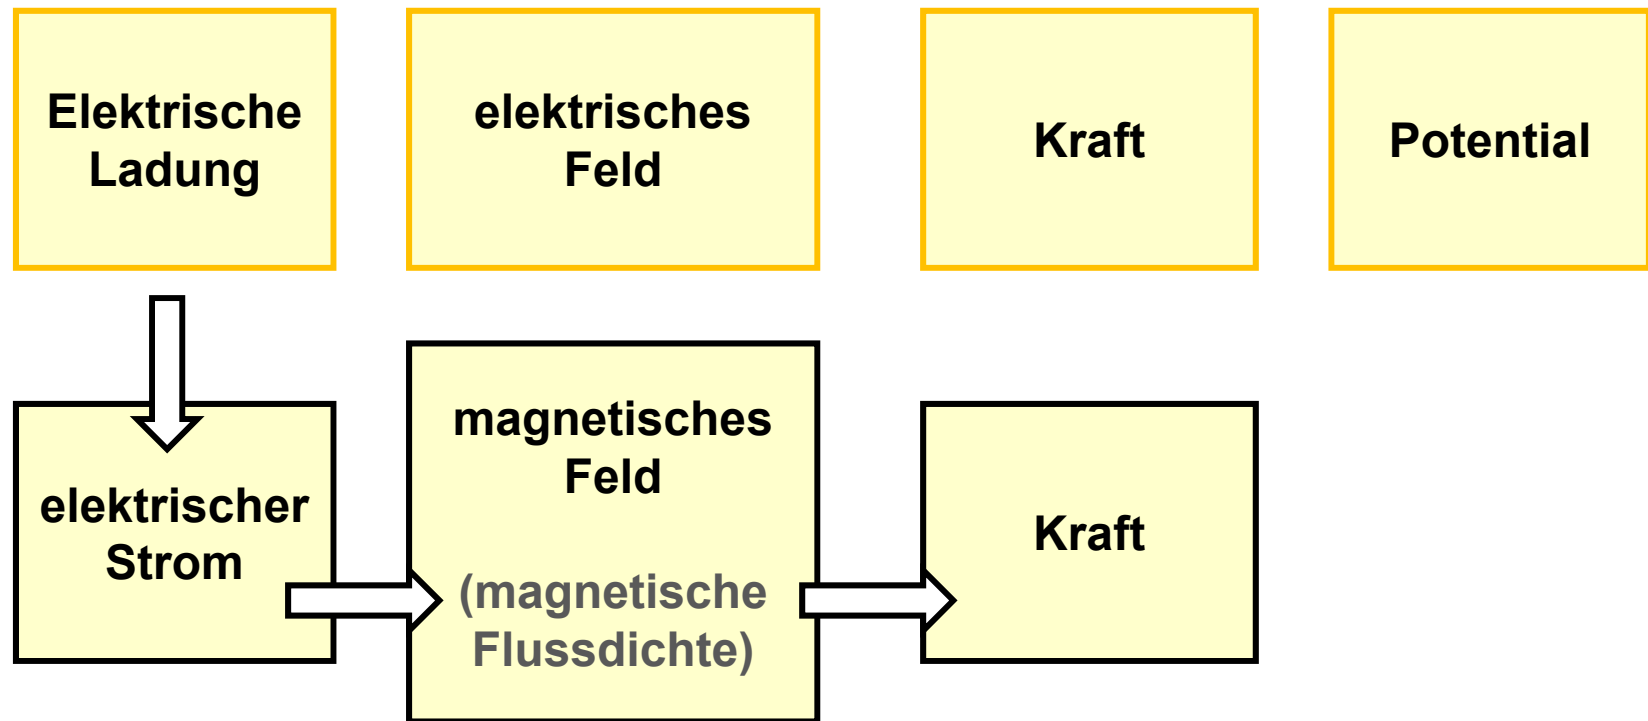 Elektrische
Ladung
elektrisches
Feld
Kraft
Potential
elektrischer
Strom
magnetisches
Feld
(magnetische
Flussdichte)
Kraft